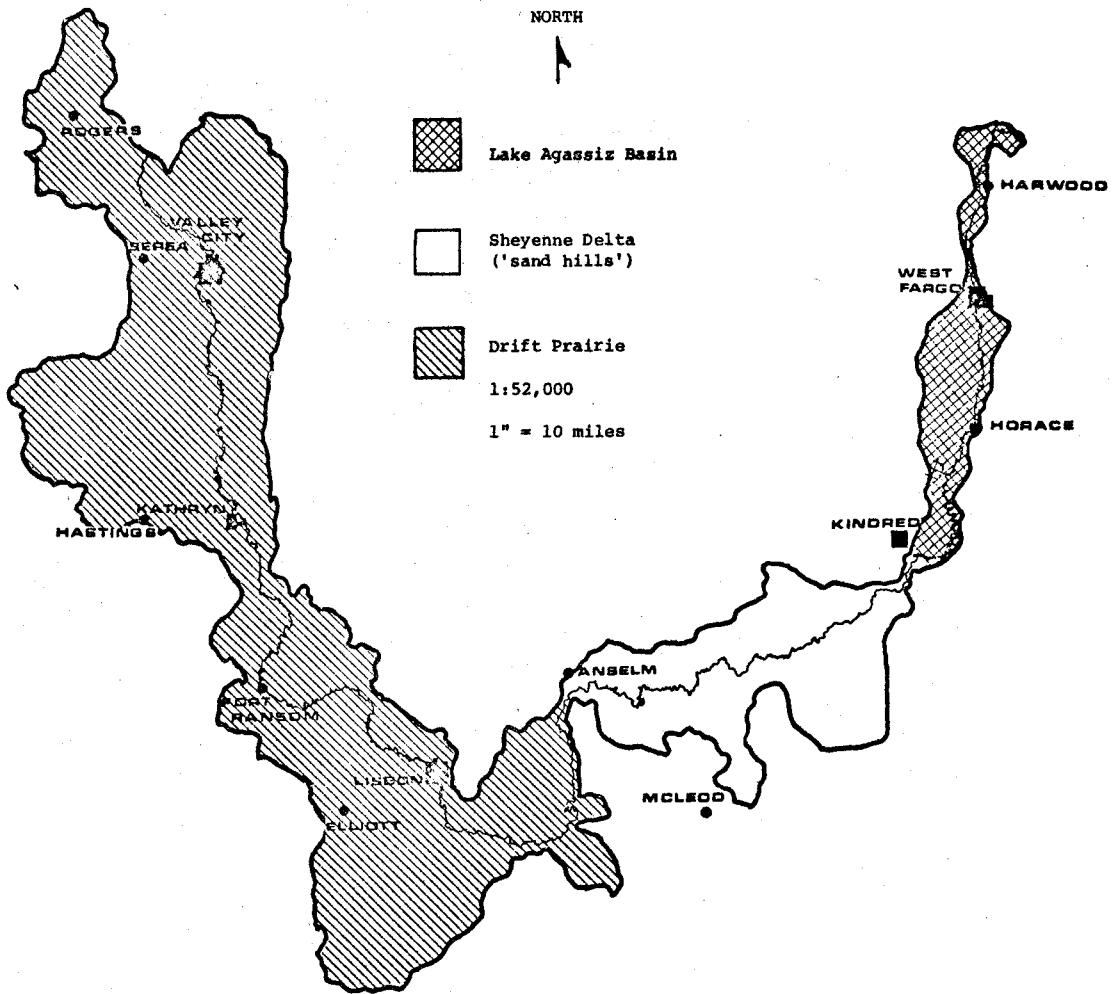 NORTH
Lake Agassiz Basin
Sheyenne Delta
('sand hills')
Drift Prairie
1:52,000
1" = 10 miles
ROGERS
VALLEY
CITY
BEREA
KATHRYN
HASTINGS
FORT
RANSOM
LISBON
ELLIOTT
ANSELM
MCLEOD
KINDRED
HARWOOD
WEST
FARGO
HORACE